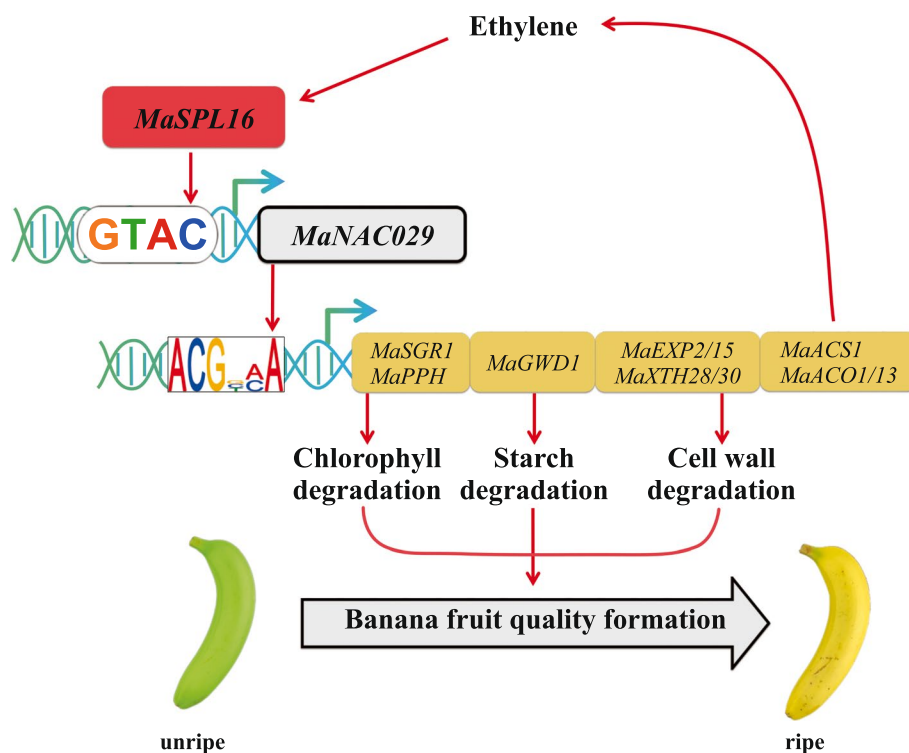 Ethylene
MaSPL16
GTAC
MaNAC029
ACG
A
C
A
MaSGR1
MaPPH
MaGWD1
MaEXP2/15
MaXTH28/30
MaACS1
MaACO1/13
Chlorophyll
degradation
Starch
degradation
Cell wall
degradation
Banana fruit quality formation
unripe
ripe